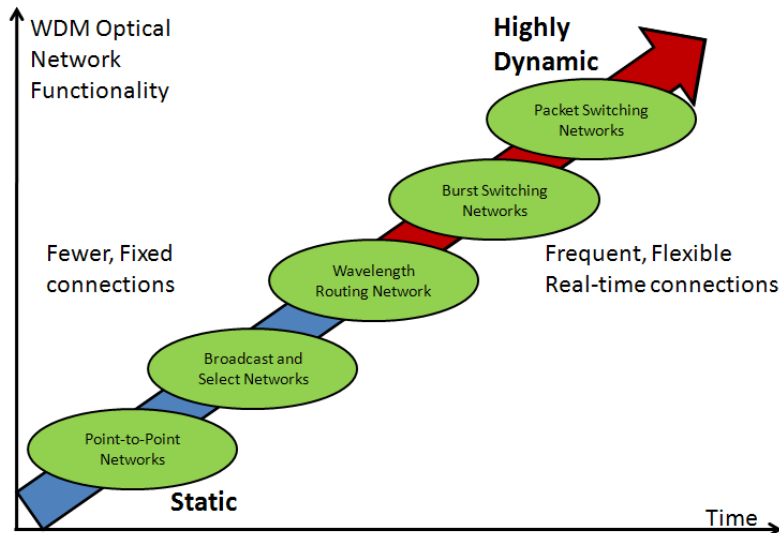 WDM Optical
Network
Functionality
Highly
Dynamic
Packet Switching
Networks
Burst Switching
Networks
Fewer, Fixed
connections
Frequent, Flexible
Real-time connections
Wavelength
Routing Network
Broadcast and
Select Networks
Point-to-Point
Networks
Static
Time